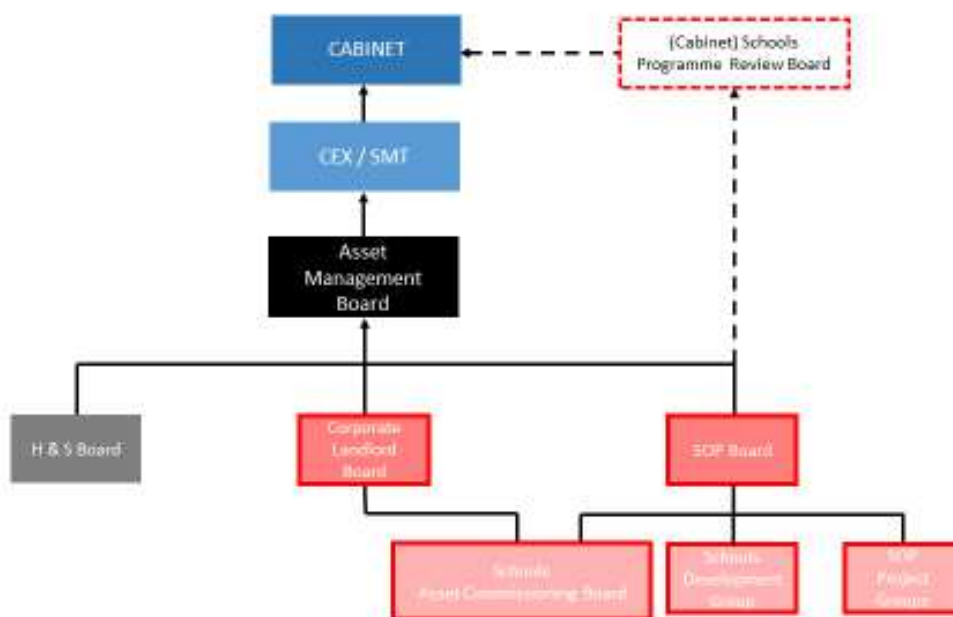 CABINET
(Cabinet) Schools
Programme Review Board
CEX / SMT
Asset
Management
Board
H & S Board
Corporate
Landlord
Board
SOP Board
Schools
Asset Commissioning Board
Schools
Development
Group
SOP
Project
Groups